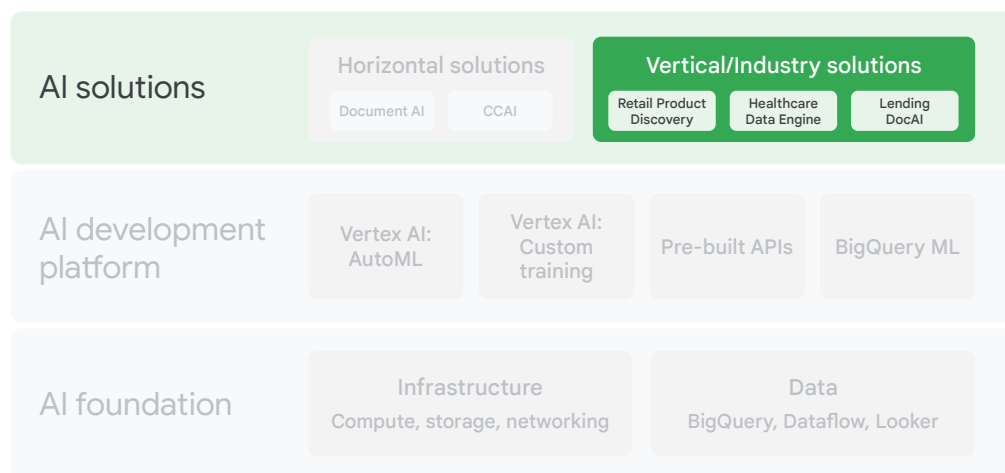 AI solutions
Horizontal solutions
Document AI
CCAI
Vertical/Industry solutions
Retail Product
Discovery
Healthcare
Data Engine
Lending
DocAI
AI development
platform
Vertex AI:
AutoML
Vertex AI:
Custom
training
Pre-built APIs
BigQuery ML
AI foundation
Infrastructure
Compute, storage, networking
Data
BigQuery, Dataflow, Looker